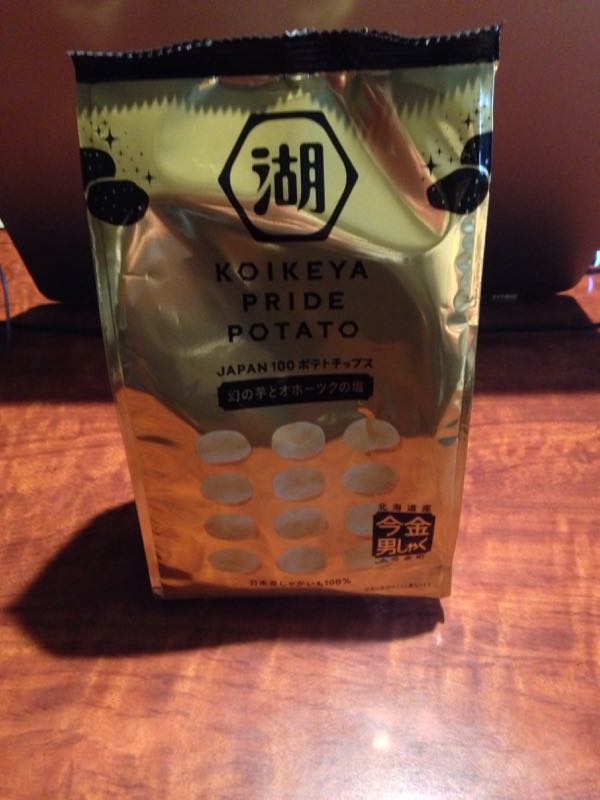 湖
KOIKEYA
PRIDE
POTATO
JAPAN 100 ポテトチップス
幻の芋とオホーツクの塩
北海道産
今金
男しゃく
日本産じゃがいも100%